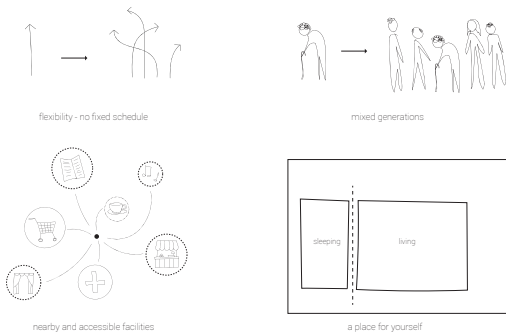 flexibility - no fixed schedule
mixed generations
sleeping
living
nearby and accessible facilities
a place for yourself